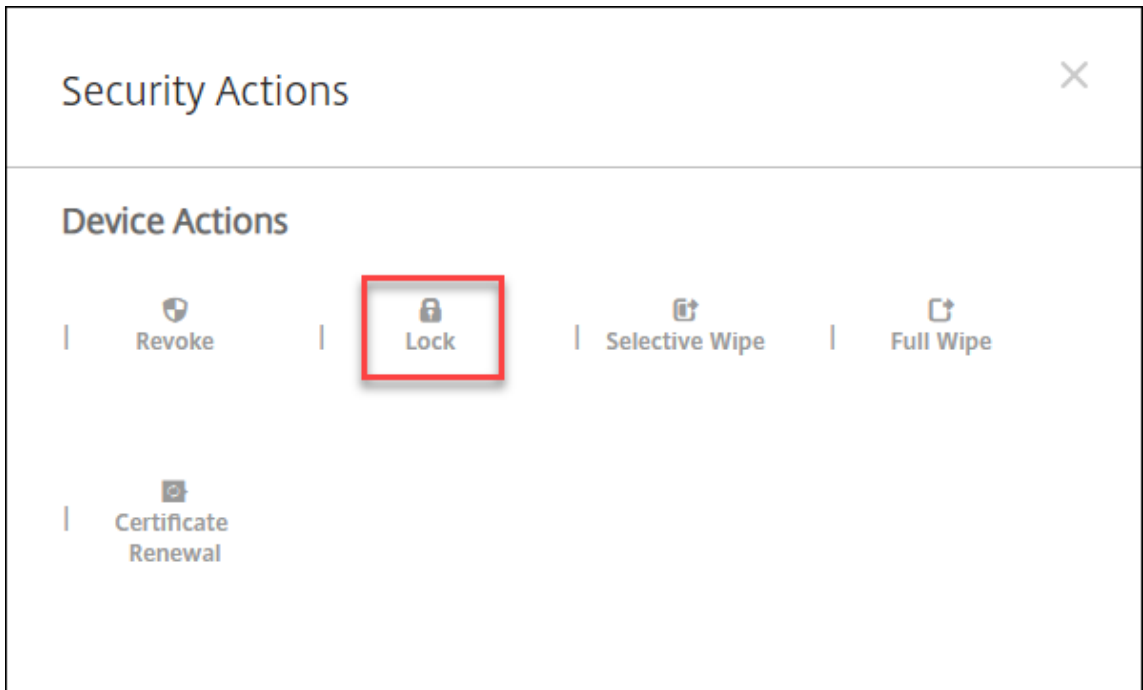 Security Actions
Device Actions
Revoke
Lock
Selective Wipe
Full Wipe
Certificate
Renewal